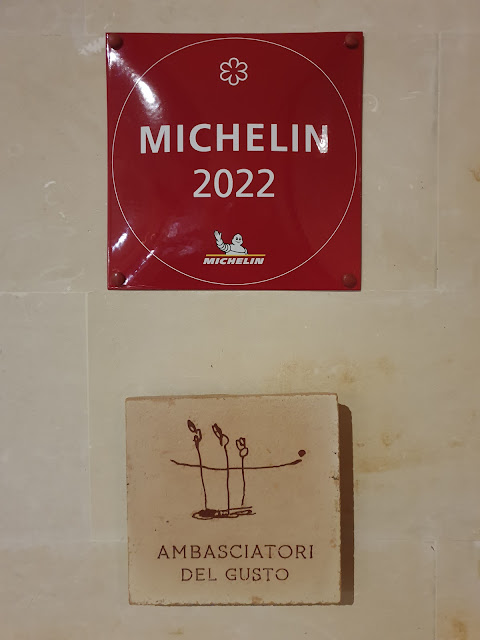 MICHELIN
2022
MICHELIN
AMBASCIATORI
DEL GUSTO